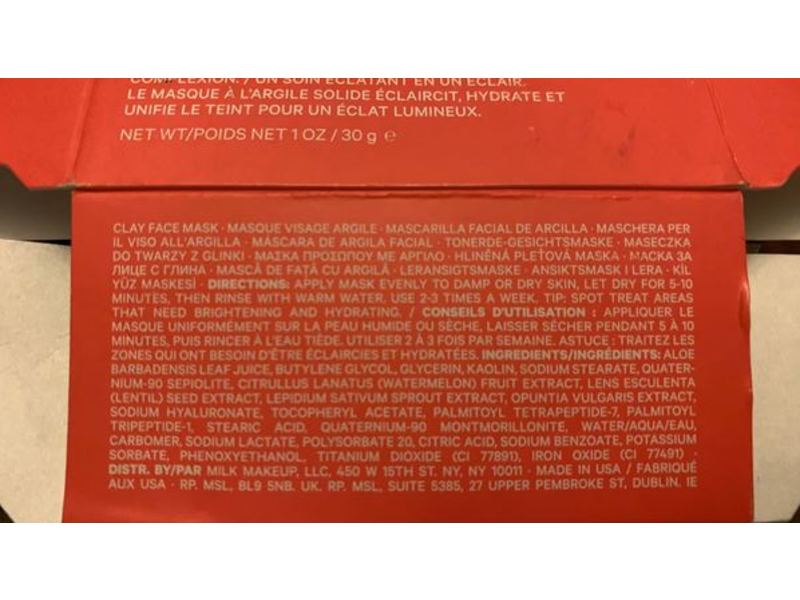 COMPLEXION. / UN SOIN ÉCLATANT EN UN ÉCLAIR.
LE MASQUE À L'ARGILE SOLIDE ÉCLAIRCIT, HYDRATE ET
UNIFIE LE TEINT POUR UN ÉCLAT LUMINEUX.
NET WT/POIDS NET 1 OZ / 30 g ℮
CLAY FACE MASK · MASQUE VISAGE ARGILE · MASCARILLA FACIAL DE ARCILLA · MASCHERA PER
IL VISO ALL'ARGILLA · MÁSCARA DE ARGILA FACIAL · TONERDE-GESICHTSMASKE · MASECZKA
DO TWARZY Z GLINKI · ΜΑΣΚΑ ΠΡΟΣΩΠΟΥ ΜΕ ΑΡΓΙΛΟ · HLINĚNÁ PLEŤOVÁ MASKA · МАСКА ЗА
ЛИЦЕ С ГЛИНА · MASCĂ DE FAȚĂ CU ARGILĂ · LERANSIGTSMASKE · ANSIKTSMASK I LERA · KİL
YÜZ MASKESİ · DIRECTIONS: APPLY MASK EVENLY TO DAMP OR DRY SKIN, LET DRY FOR 5-10
MINUTES, THEN RINSE WITH WARM WATER. USE 2-3 TIMES A WEEK. TIP: SPOT TREAT AREAS
THAT NEED BRIGHTENING AND HYDRATING. / CONSEILS D'UTILISATION : APPLIQUER LE
MASQUE UNIFORMÉMENT SUR LA PEAU HUMIDE OU SÈCHE, LAISSER SÉCHER PENDANT 5 À 10
MINUTES, PUIS RINCER À L'EAU TIÈDE. UTILISER 2 À 3 FOIS PAR SEMAINE. ASTUCE : TRAITEZ LES
ZONES QUI ONT BESOIN D'ÊTRE ÉCLAIRCIES ET HYDRATÉES. INGREDIENTS/INGRÉDIENTS: ALOE
BARBADENSIS LEAF JUICE, BUTYLENE GLYCOL, GLYCERIN, KAOLIN, SODIUM STEARATE, QUATER-
NIUM-90 SEPIOLITE, CITRULLUS LANATUS (WATERMELON) FRUIT EXTRACT, LENS ESCULENTA
(LENTIL) SEED EXTRACT, LEPIDIUM SATIVUM SPROUT EXTRACT, OPUNTIA VULGARIS EXTRACT,
SODIUM HYALURONATE, TOCOPHERYL ACETATE, PALMITOYL TETRAPEPTIDE-7, PALMITOYL
TRIPEPTIDE-1, STEARIC ACID, QUATERNIUM-90 MONTMORILLONITE, WATER/AQUA/EAU,
CARBOMER, SODIUM LACTATE, POLYSORBATE 20, CITRIC ACID, SODIUM BENZOATE, POTASSIUM
SORBATE, PHENOXYETHANOL, TITANIUM DIOXIDE (CI 77891), IRON OXIDE (CI 77491) ·
DISTR. BY/PAR MILK MAKEUP, LLC, 450 W 15TH ST. NY, NY 10011 · MADE IN USA / FABRIQUÉ
AUX USA · RP. MSL, BL9 5NB. UK. RP. MSL, SUITE 5385, 27 UPPER PEMBROKE ST, DUBLIN. IE